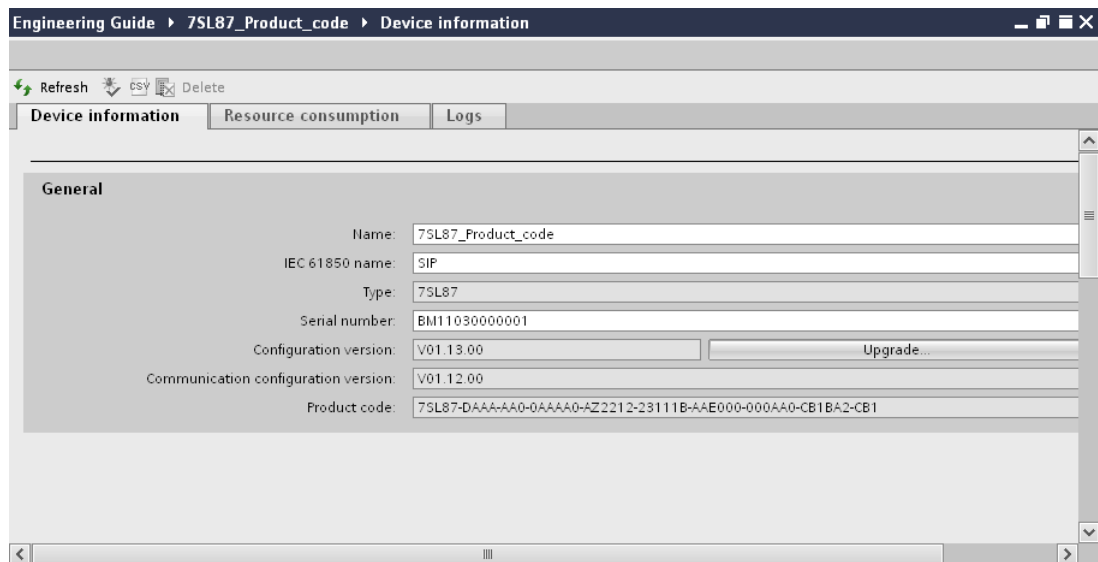 Engineering Guide ▸ 7SL87_Product_code ▸ Device information
Refresh CSV Delete
Device information Resource consumption Logs
General
Name: 7SL87_Product_code
IEC 61850 name: SIP
Type: 7SL87
Serial number: BM11030000001
Configuration version: V01.13.00 Upgrade...
Communication configuration version: V01.12.00
Product code: 7SL87-DAAA-AA0-0AAAA0-AZ2212-23111B-AAE000-000AA0-CB1BA2-CB1